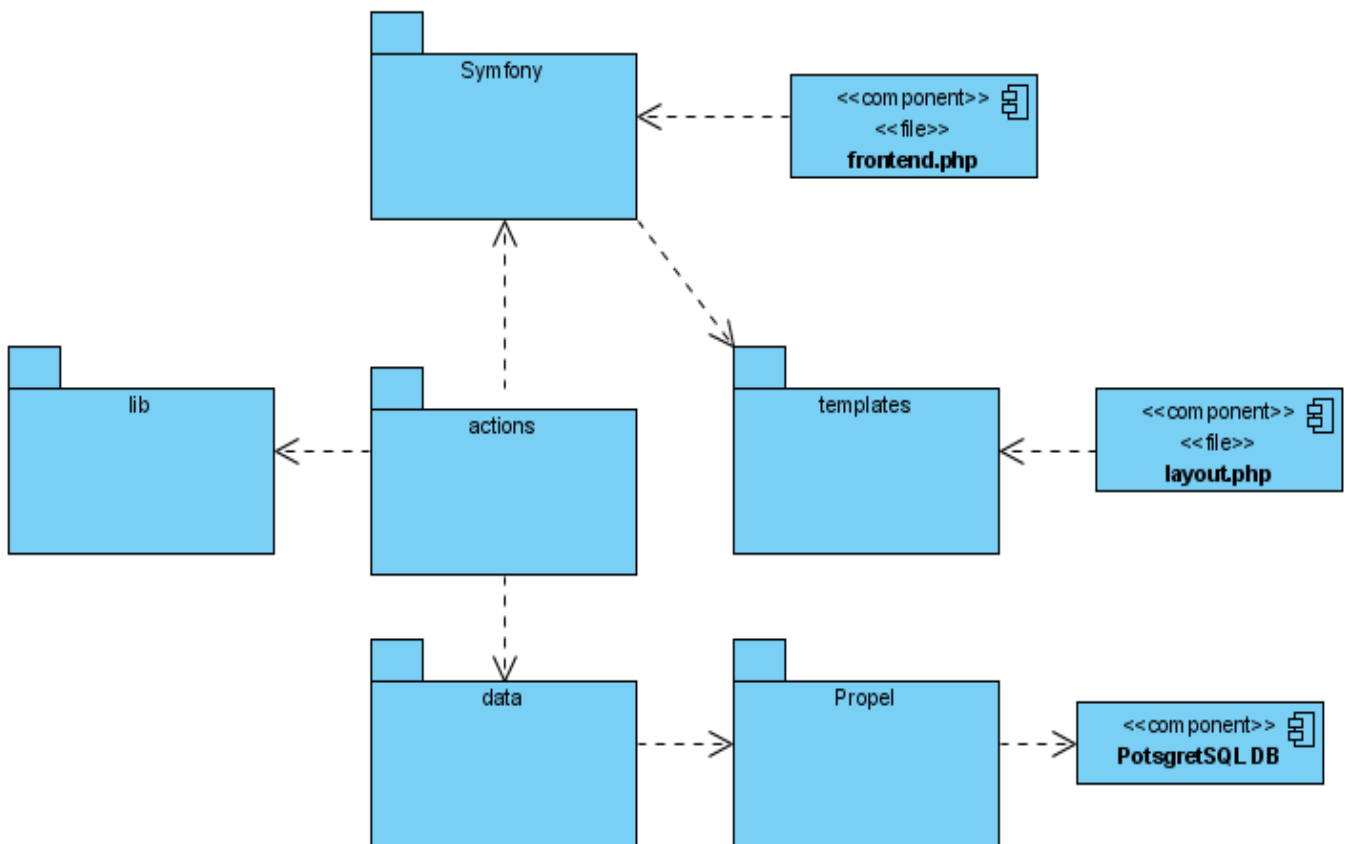 Symfony
<<component>>
<<file>>
frontend.php
lib
actions
templates
<<component>>
<<file>>
layout.php
data
Propel
<<component>>
PotsgretSQL DB